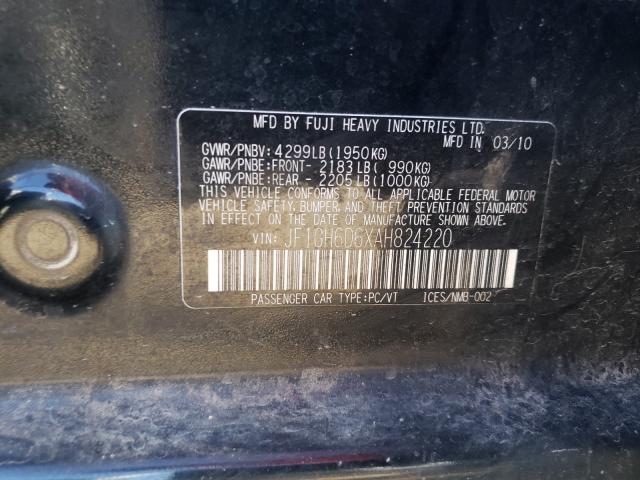 MFD BY FUJI HEAVY INDUSTRIES LTD.
MFD IN 03/10
GVWR/PNBV: 4299LB(1950KG)
GAWR/PNBE:FRONT- 2183LB( 990KG)
GAWR/PNBE:REAR - 2205LB(1000KG)
THIS VEHICLE CONFORMS TO ALL APPLICABLE FEDERAL MOTOR
VEHICLE SAFETY, BUMPER, AND THEFT PREVENTION STANDARDS
IN EFFECT ON THE DATE OF MANUFACTURE SHOWN ABOVE.
VIN: JF1GH6D6XAH824220
PASSENGER CAR TYPE:PC/VT ICES/NMB-002